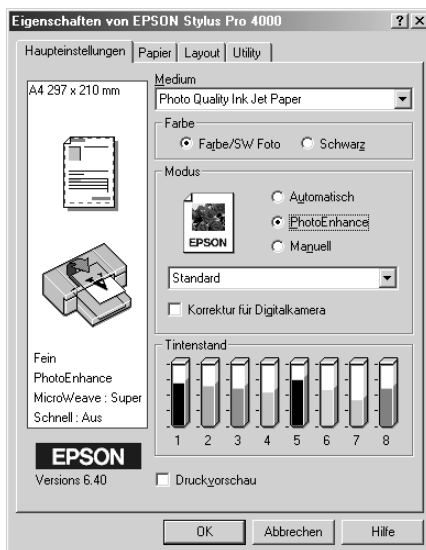 Eigenschaften von EPSON Stylus Pro 4000
Haupteinstellungen Papier Layout Utility
A4 297 x 210 mm
Medium
Photo Quality Ink Jet Paper
Farbe
Farbe/SW Foto Schwarz
Modus
EPSON
Automatisch
PhotoEnhance
Manuell
Standard
Korrektur für Digitalkamera
Tintenstand
1 2 3 4 5 6 7 8
Fein
PhotoEnhance
MicroWeave : Super
Schnell : Aus
EPSON
Versions 6.40
Druckvorschau
OK Abbrechen Hilfe